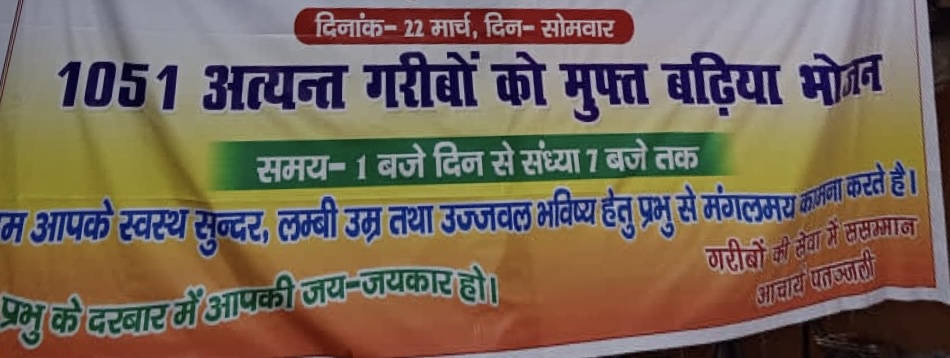 दिनांक- 22 मार्च, दिन- सोमवार
1051 अत्यन्त गरीबों को मुफ्त बढ़िया भोजन
समय- 1 बजे दिन से संध्या 7 बजे तक
आपके स्वस्थ सुन्दर, लम्बी उम्र तथा उज्जवल भविष्य हेतु प्रभु से मंगलमय कामना करते है।
गरीबों की सेवा में ससम्मान
आचार्य पतञ्जली
प्रभु के दरबार में आपकी जय-जयकार हो।